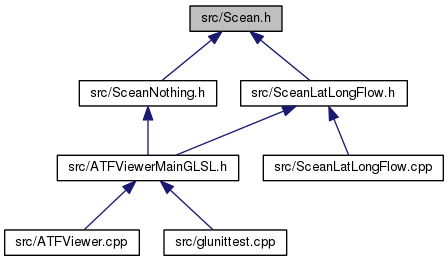 src/Scean.h
src/SceanNothing.h
src/SceanLatLongFlow.h
src/ATFViewerMainGLSL.h
src/SceanLatLongFlow.cpp
src/ATFViewer.cpp
src/glunittest.cpp